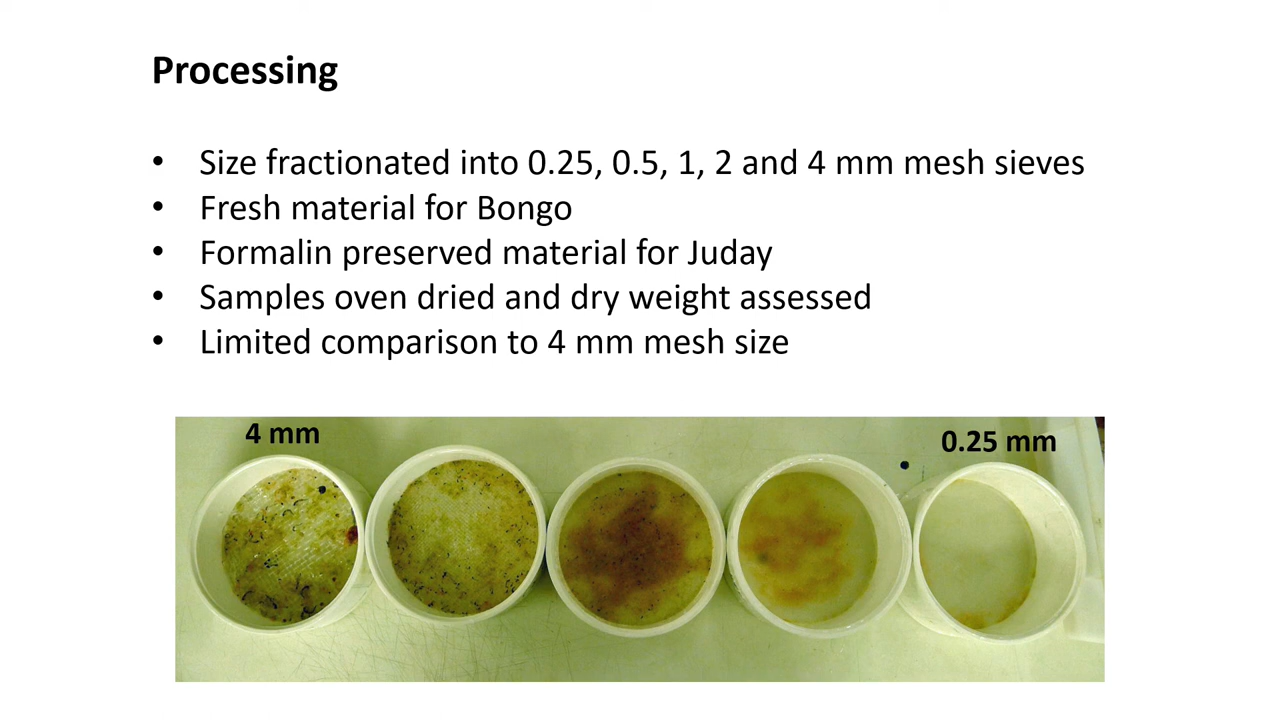 Processing
• Size fractionated into 0.25, 0.5, 1, 2 and 4 mm mesh sieves
• Fresh material for Bongo
• Formalin preserved material for Juday
• Samples oven dried and dry weight assessed
• Limited comparison to 4 mm mesh size
4 mm
0.25 mm